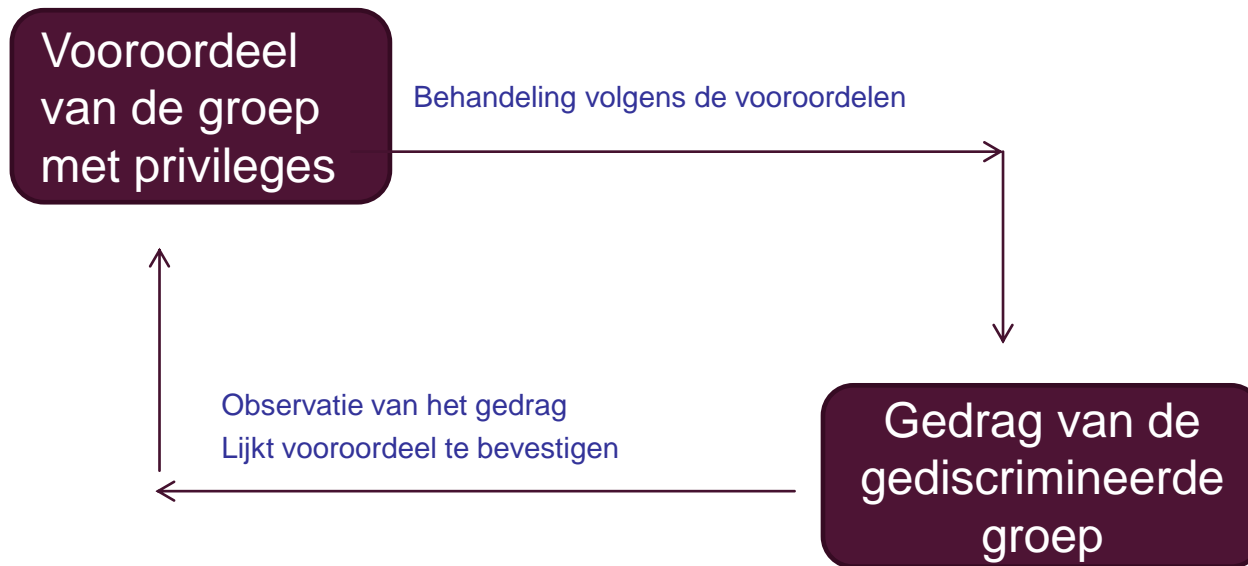 Vooroordeel
van de groep
met privileges
Behandeling volgens de vooroordelen
Observatie van het gedrag
Lijkt vooroordeel te bevestigen
Gedrag van de
gediscrimineerde
groep